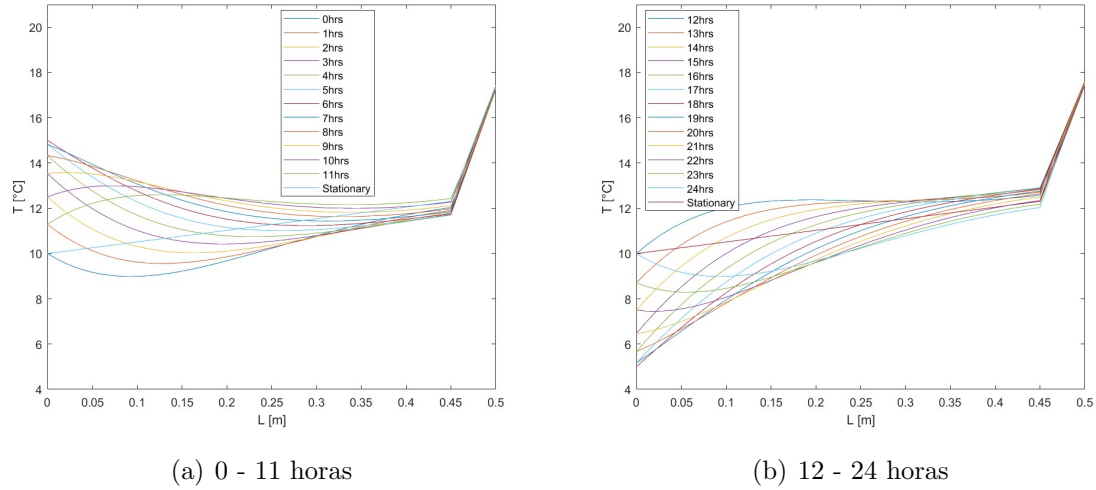 20
18
16
14
12
10
8
6
4
T [°C]
0 0.05 0.1 0.15 0.2 0.25 0.3 0.35 0.4 0.45 0.5
L [m]
0hrs
1hrs
2hrs
3hrs
4hrs
5hrs
6hrs
7hrs
8hrs
9hrs
10hrs
11hrs
Stationary
(a) 0 - 11 horas
20
18
16
14
12
10
8
6
4
T [°C]
0 0.05 0.1 0.15 0.2 0.25 0.3 0.35 0.4 0.45 0.5
L [m]
12hrs
13hrs
14hrs
15hrs
16hrs
17hrs
18hrs
19hrs
20hrs
21hrs
22hrs
23hrs
24hrs
Stationary
(b) 12 - 24 horas